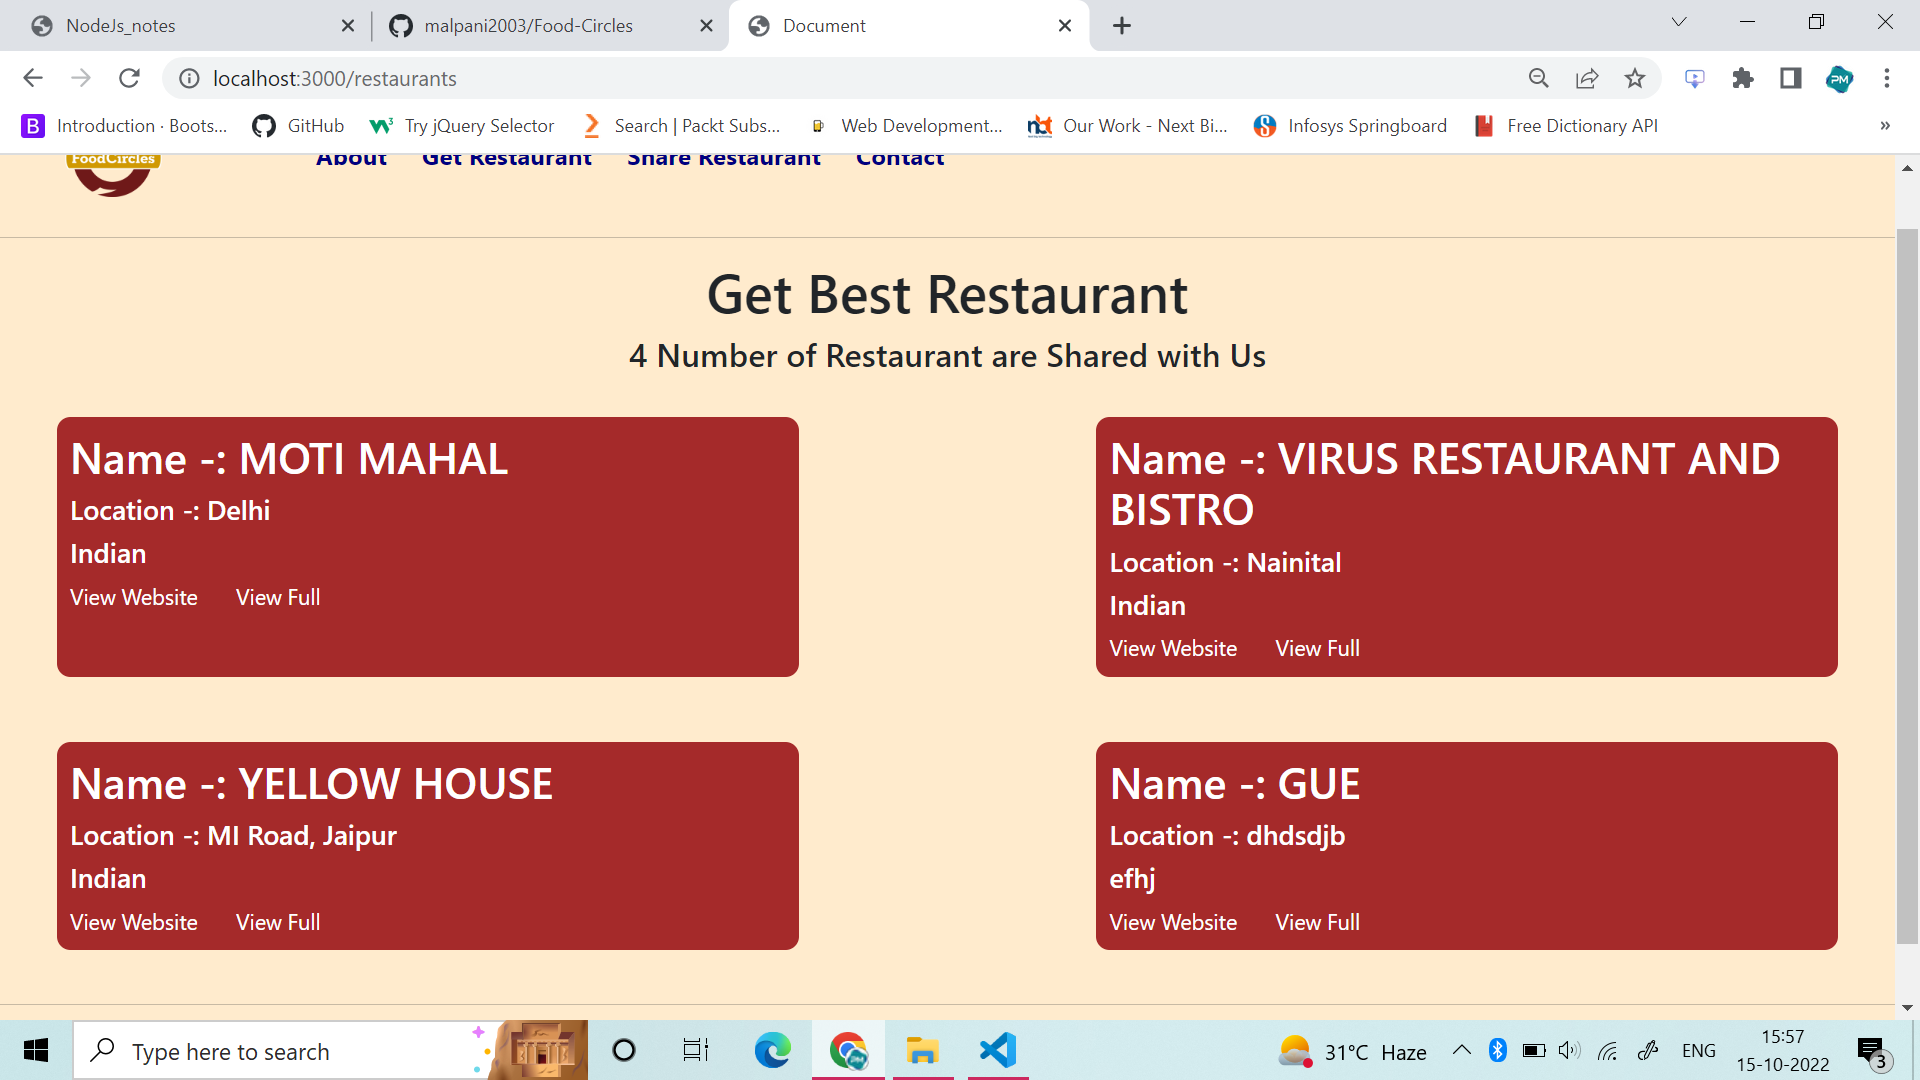 NodeJs_notes
malpani2003/Food-Circles
Document
localhost:3000/restaurants
PM
B Introduction · Boots...
GitHub
Try jQuery Selector
Search | Packt Subs...
Web Development...
Our Work - Next Bi...
Infosys Springboard
Free Dictionary API
»
FoodCircles
About
Get Restaurant
Share Restaurant
Contact
Get Best Restaurant
4 Number of Restaurant are Shared with Us
Name -: MOTI MAHAL
Location -: Delhi
Indian
View Website View Full
Name -: VIRUS RESTAURANT AND
BISTRO
Location -: Nainital
Indian
View Website View Full
Name -: YELLOW HOUSE
Location -: MI Road, Jaipur
Indian
View Website View Full
Name -: GUE
Location -: dhdsdjb
efhj
View Website View Full
Type here to search
31°C Haze
ENG
15:57
15-10-2022
3